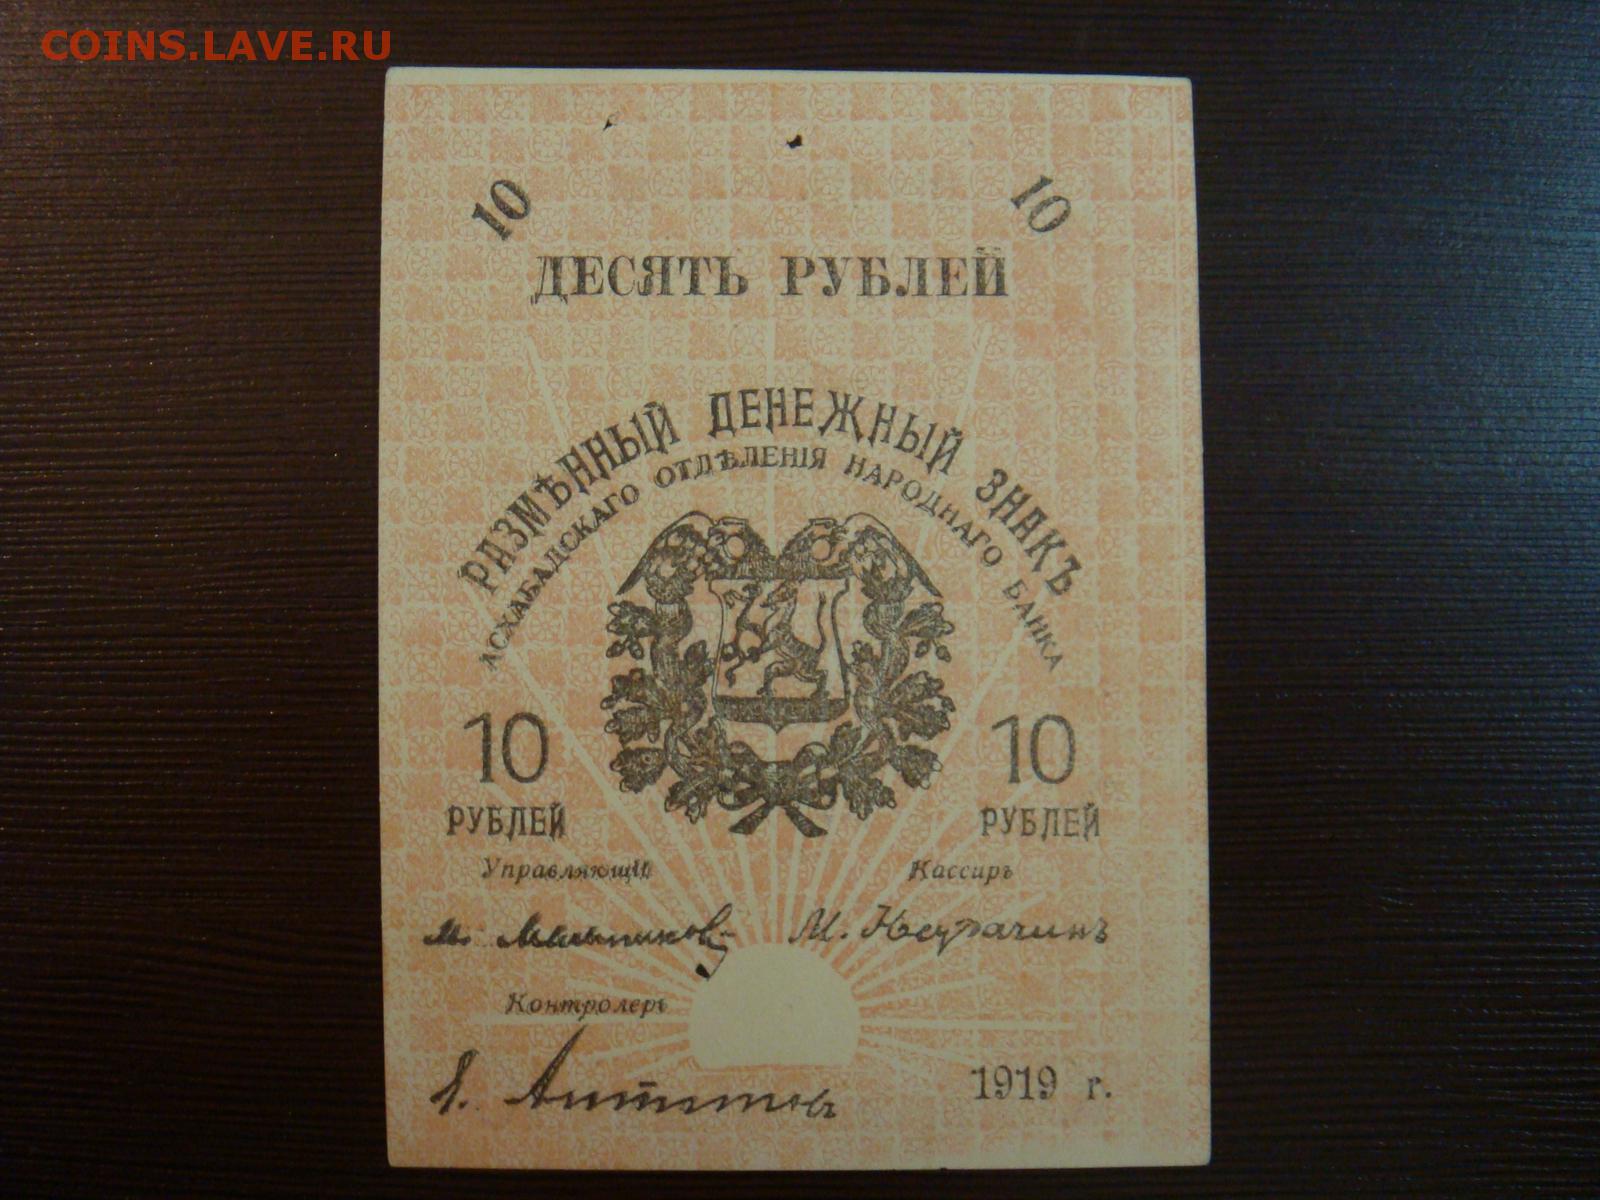 COINS.LAVE.RU
10 10
ДЕСЯТЬ РУБЛЕЙ
РАЗМѢННЫЙ ДЕНЕЖНЫЙ ЗНАКЪ
АСХАБАДСКАГО ОТДѢЛЕНІЯ НАРОДНАГО БАНКА
10 10
РУБЛЕЙ РУБЛЕЙ
Управляющій Кассиръ
М. М.
Контролеръ
1919 г.